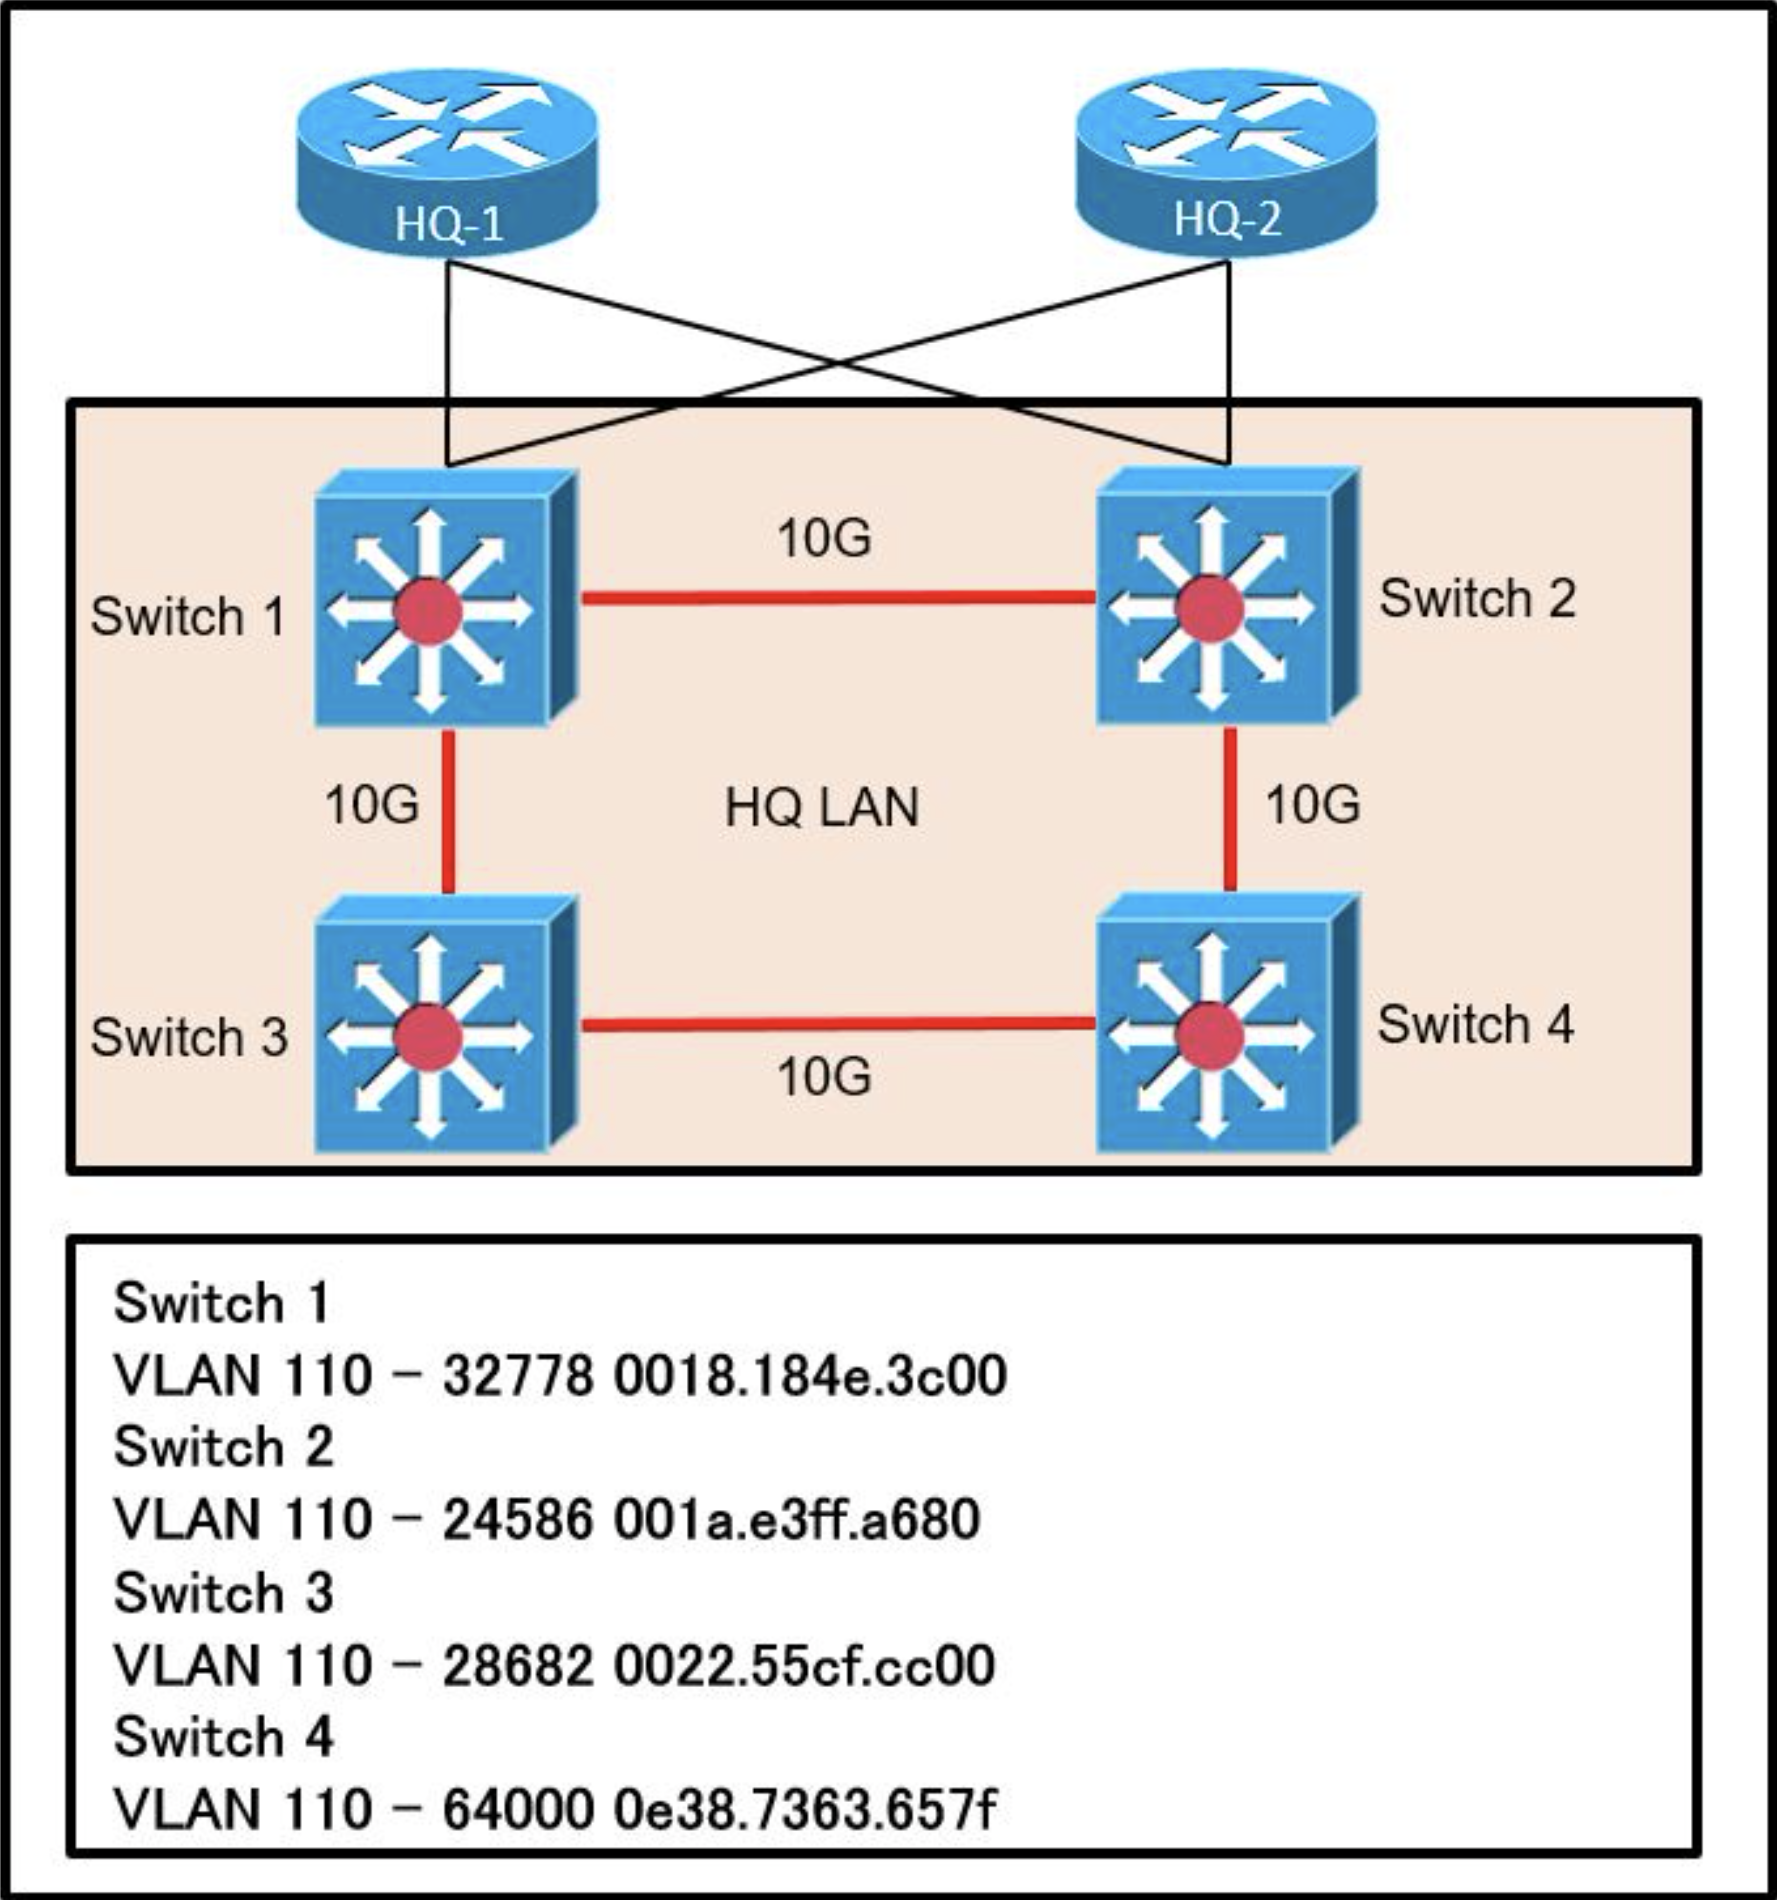 HQ-1
HQ-2
10G
Switch 1
Switch 2
10G
HQ LAN
10G
Switch 3
Switch 4
10G
Switch 1
VLAN 110 – 32778 0018.184e.3c00
Switch 2
VLAN 110 – 24586 001a.e3ff.a680
Switch 3
VLAN 110 – 28682 0022.55cf.cc00
Switch 4
VLAN 110 – 64000 0e38.7363.657f